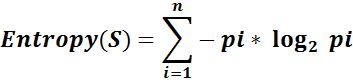 Entropy(S) = ∑_{i=1}^{n} −pi * log₂ pi